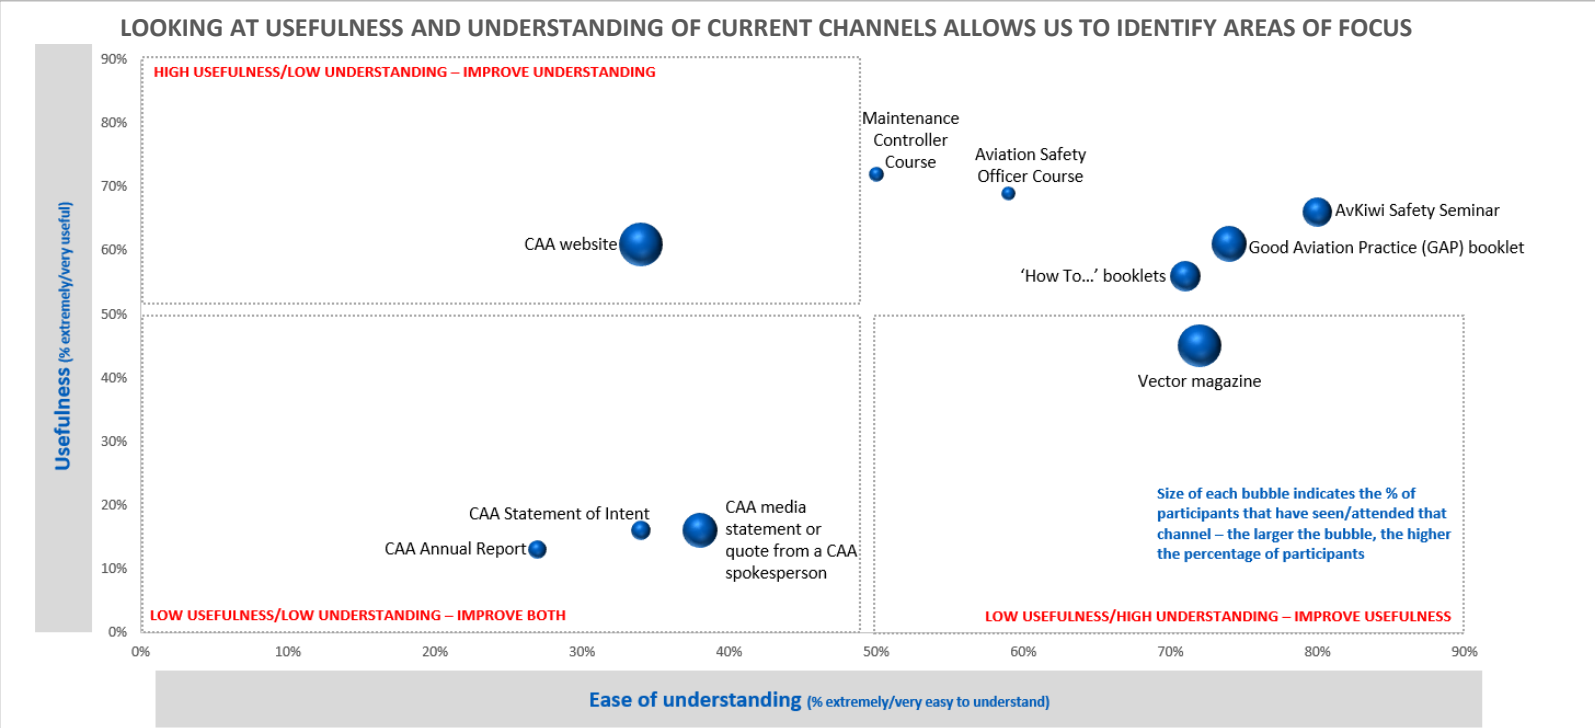 LOOKING AT USEFULNESS AND UNDERSTANDING OF CURRENT CHANNELS ALLOWS US TO IDENTIFY AREAS OF FOCUS
Usefulness (% extremely/very useful)
90%
80%
70%
60%
50%
40%
30%
20%
10%
0%
HIGH USEFULNESS/LOW UNDERSTANDING – IMPROVE UNDERSTANDING
Maintenance
Controller
Course
Aviation Safety
Officer Course
AvKiwi Safety Seminar
CAA website
Good Aviation Practice (GAP) booklet
‘How To…’ booklets
Vector magazine
CAA Statement of Intent
CAA Annual Report
CAA media
statement or
quote from a CAA
spokesperson
Size of each bubble indicates the % of
participants that have seen/attended that
channel – the larger the bubble, the higher
the percentage of participants
LOW USEFULNESS/LOW UNDERSTANDING – IMPROVE BOTH
LOW USEFULNESS/HIGH UNDERSTANDING – IMPROVE USEFULNESS
0%
10%
20%
30%
40%
50%
60%
70%
80%
90%
Ease of understanding (% extremely/very easy to understand)